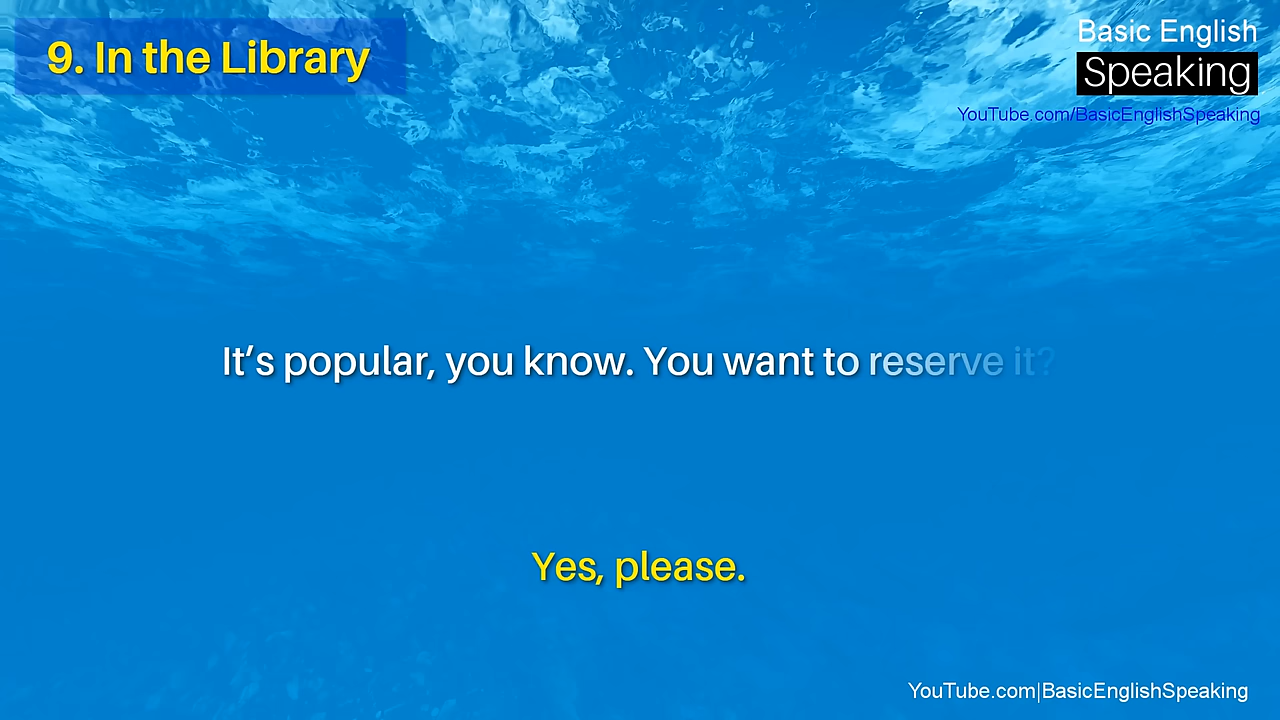 9. In the Library
Basic English
Speaking
YouTube.com/BasicEnglishSpeaking
It’s popular, you know. You want to reserve it?
Yes, please.
YouTube.com|BasicEnglishSpeaking